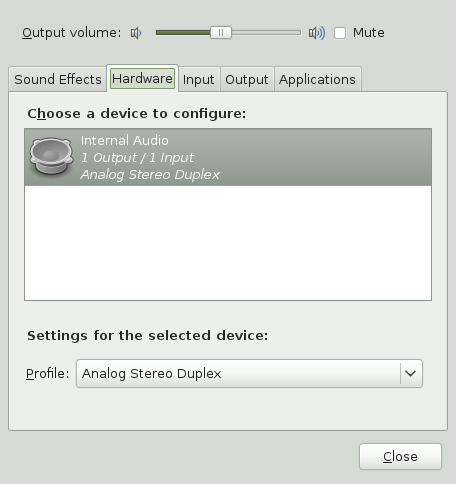 Output volume: Mute
Sound Effects Hardware Input Output Applications
Choose a device to configure:
Internal Audio
1 Output / 1 Input
Analog Stereo Duplex
Settings for the selected device:
Profile: Analog Stereo Duplex
Close